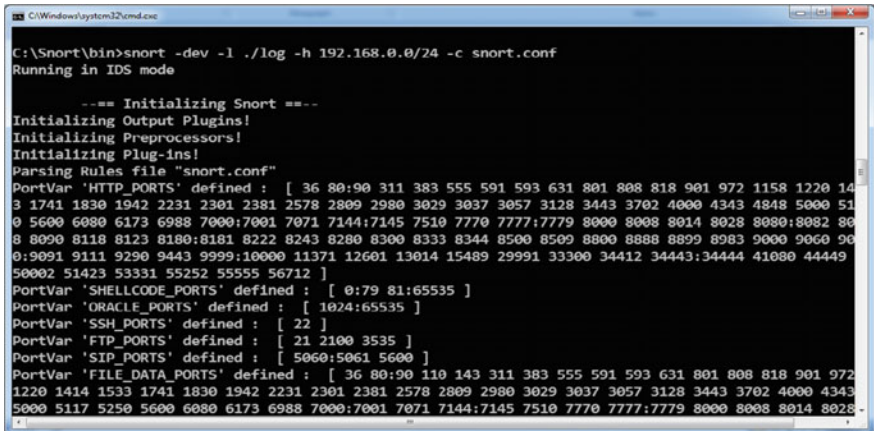 C:\Windows\system32\cmd.exe
C:\Snort\bin>snort -dev -l ./log -h 192.168.0.0/24 -c snort.conf
Running in IDS mode
--== Initializing Snort ==--
Initializing Output Plugins!
Initializing Preprocessors!
Initializing Plug-ins!
Parsing Rules file "snort.conf"
PortVar 'HTTP_PORTS' defined :  [ 36 80:90 311 383 555 591 593 631 801 808 818 901 972 1158 1220 14
3 1741 1830 1942 2231 2301 2381 2578 2809 2980 3029 3037 3057 3128 3443 3702 4000 4343 4848 5000 51
0 5600 6080 6173 6988 7000:7001 7071 7144:7145 7510 7770 7777:7779 8000 8008 8014 8028 8080:8082 80
8 8090 8118 8123 8180:8181 8222 8243 8280 8300 8333 8344 8500 8509 8800 8888 8899 8983 9000 9060 90
0:9091 9111 9290 9443 9999:10000 11371 12601 13014 15489 29991 33300 34412 34443:34444 41080 44449
50002 51423 53331 55252 55555 56712 ]
PortVar 'SHELLCODE_PORTS' defined :  [ 0:79 81:65535 ]
PortVar 'ORACLE_PORTS' defined :  [ 1024:65535 ]
PortVar 'SSH_PORTS' defined :  [ 22 ]
PortVar 'FTP_PORTS' defined :  [ 21 2100 3535 ]
PortVar 'SIP_PORTS' defined :  [ 5060:5061 5600 ]
PortVar 'FILE_DATA_PORTS' defined :  [ 36 80:90 110 143 311 383 555 591 593 631 801 808 818 901 972
1220 1414 1533 1741 1830 1942 2231 2301 2381 2578 2809 2980 3029 3037 3057 3128 3443 3702 4000 4343
5000 5117 5250 5600 6080 6173 6988 7000:7001 7071 7144:7145 7510 7770 7777:7779 8000 8008 8014 8028